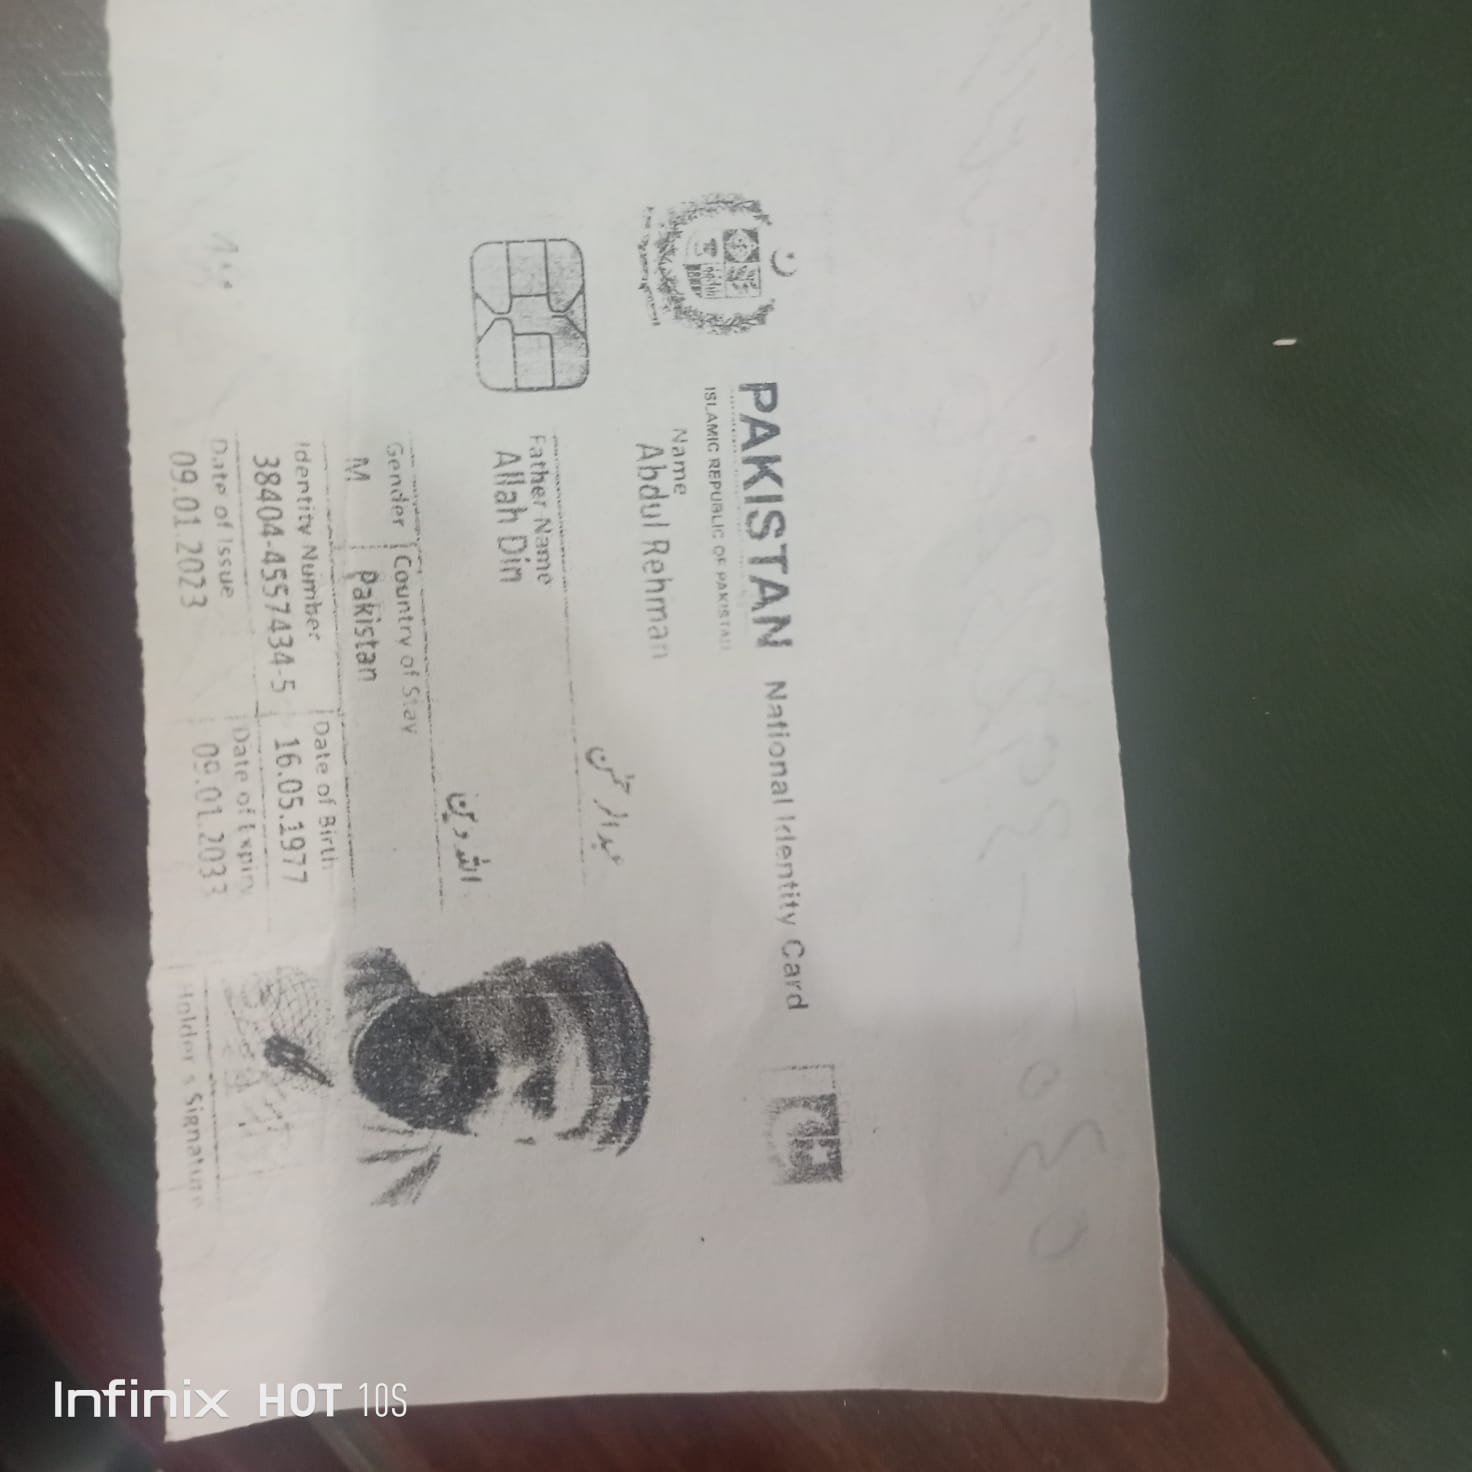 PAKISTAN National Identity Card
ISLAMIC REPUBLIC OF PAKISTAN
Name
Abdul Rehman
عبدالرحمٰن
Father Name
Allah Din
اللہ دین
Gender Country of Stay
M Pakistan
Identity Number Date of Birth
38404-4557434-5 16.05.1977
Date of Issue Date of Expiry
09.01.2023 09.01.2033
Holder's Signature
Infinix HOT 10S